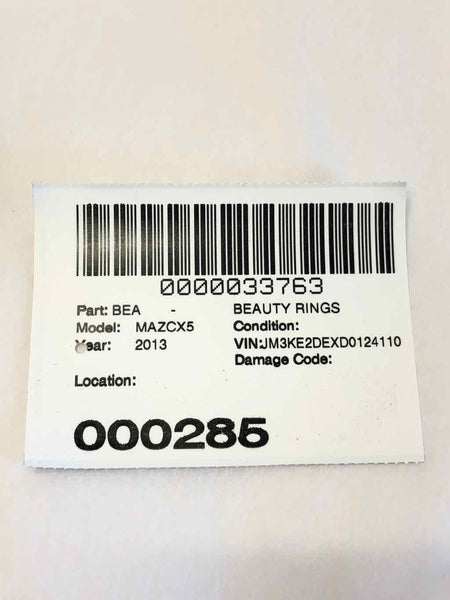 0000033763
Part: BEA - BEAUTY RINGS
Model: MAZCX5 Condition:
Year: 2013 VIN:JM3KE2DEXD0124110
Damage Code:
Location:
000285